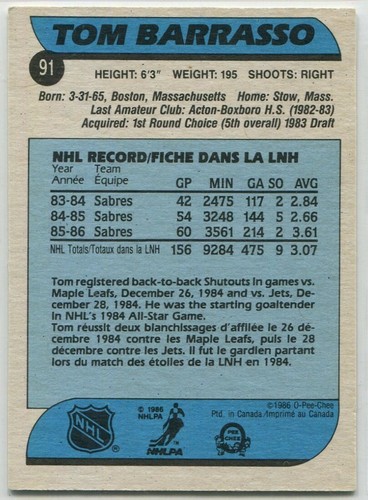 TOM BARRASSO
91
HEIGHT: 6'3" WEIGHT: 195 SHOOTS: RIGHT
Born: 3-31-65, Boston, Massachusetts Home: Stow, Mass.
Last Amateur Club: Acton-Boxboro H.S. (1982-83)
Acquired: 1st Round Choice (5th overall) 1983 Draft
NHL RECORD/FICHE DANS LA LNH
Year Team
Année Équipe GP MIN GA SO AVG
83-84 Sabres 42 2475 117 2 2.84
84-85 Sabres 54 3248 144 5 2.66
85-86 Sabres 60 3561 214 2 3.61
NHL Totals/Totaux dans la LNH 156 9284 475 9 3.07
Tom registered back-to-back Shutouts in games vs.
Maple Leafs, December 26, 1984 and vs. Jets, De-
cember 28, 1984. He was the starting goaltender
in NHL's 1984 All-Star Game.
Tom réussit deux blanchissages d'affilée le 26 dé-
cembre 1984 contre les Maple Leafs, puis le 28
décembre contre les Jets. Il fut le gardien partant
lors du match des étoiles de la LNH en 1984.
©1986 O-Pee-Chee
Ptd. in Canada/Imprimé au Canada
NHL
© 1986
NHLPA
NHLPA
O
PEE
CHEE